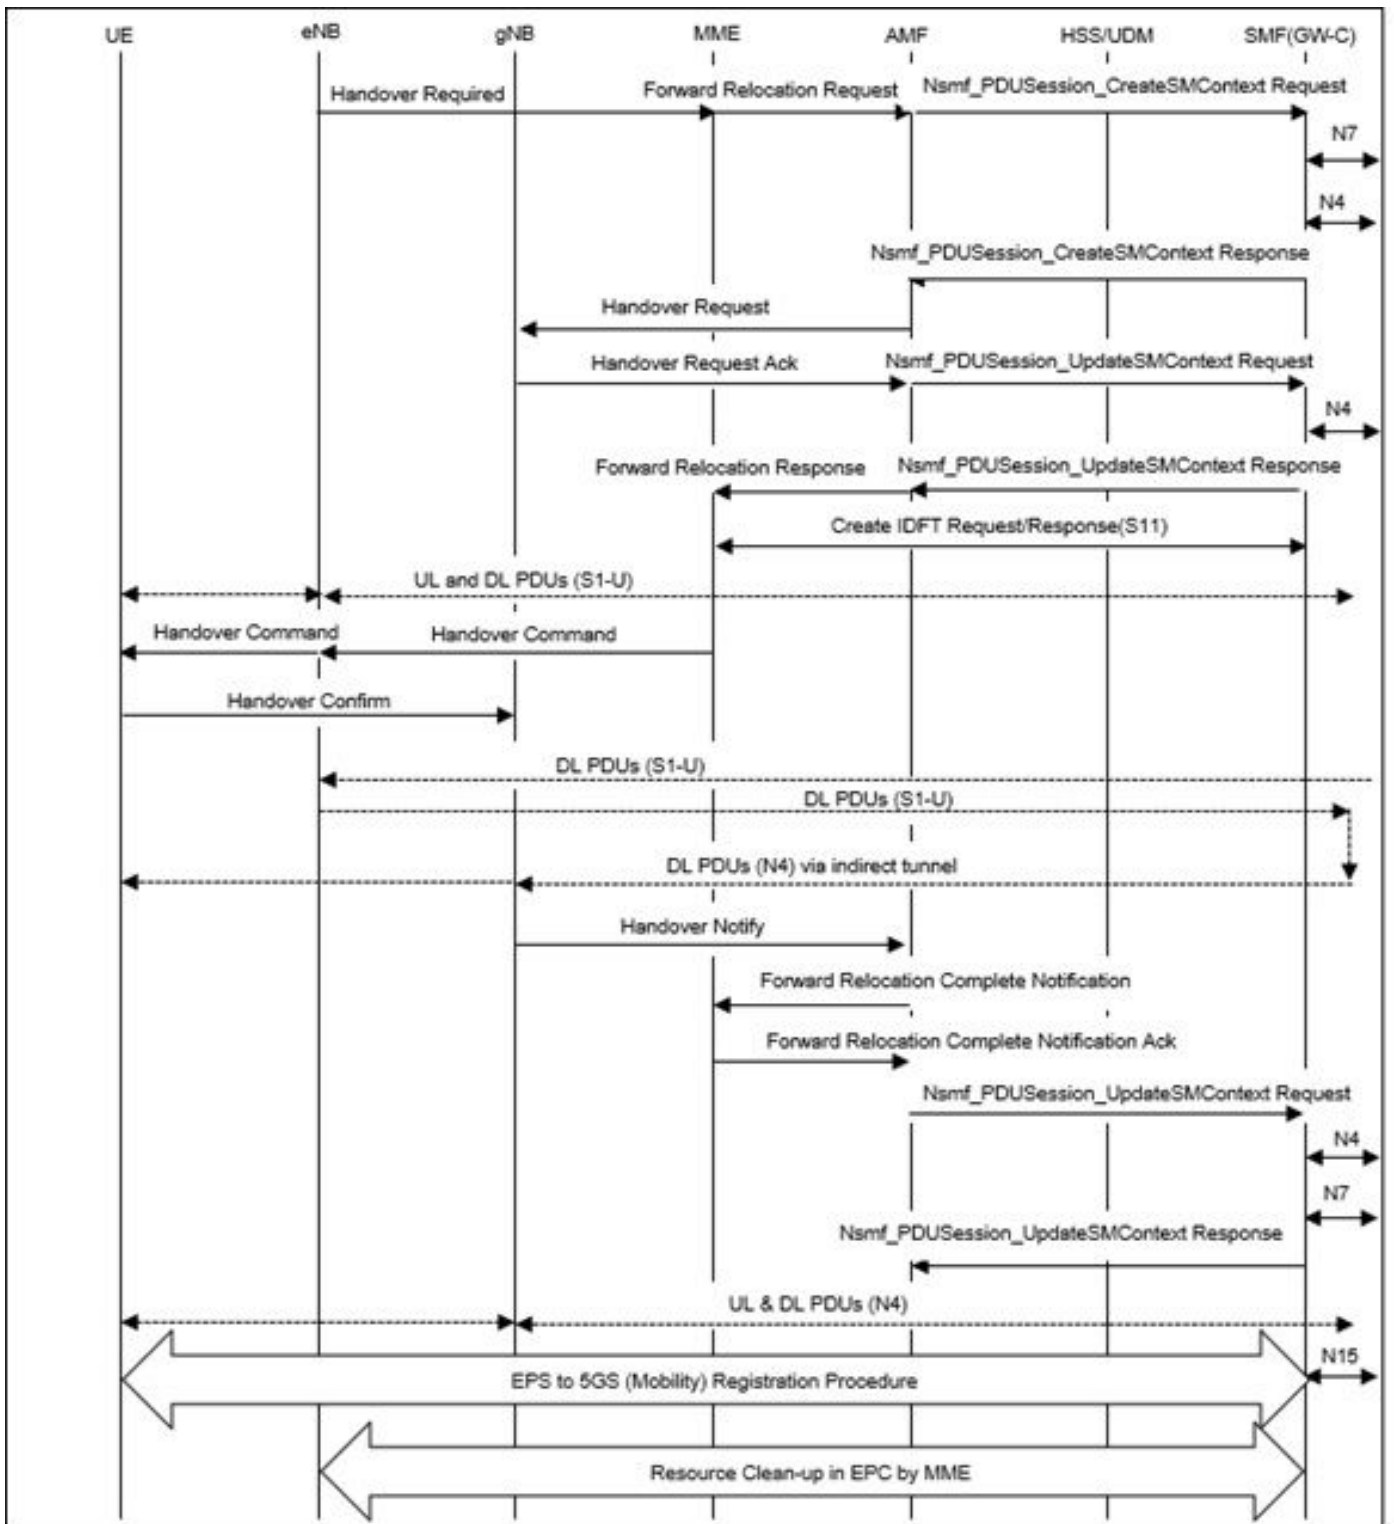 UE
eNB
gNB
MME
AMF
HSS/UDM
SMF(GW-C)
Handover Required
Forward Relocation Request
Nsmf_PDUSession_CreateSMContext Request
N7
N4
Nsmf_PDUSession_CreateSMContext Response
Handover Request
Handover Request Ack
Nsmf_PDUSession_UpdateSMContext Request
N4
Forward Relocation Response
Nsmf_PDUSession_UpdateSMContext Response
Create IDFT Request/Response(S11)
UL and DL PDUs (S1-U)
Handover Command
Handover Command
Handover Confirm
DL PDUs (S1-U)
DL PDUs (S1-U)
DL PDUs (N4) via indirect tunnel
Handover Notify
Forward Relocation Complete Notification
Forward Relocation Complete Notification Ack
Nsmf_PDUSession_UpdateSMContext Request
N4
N7
Nsmf_PDUSession_UpdateSMContext Response
UL & DL PDUs (N4)
N15
EPS to 5GS (Mobility) Registration Procedure
Resource Clean-up in EPC by MME